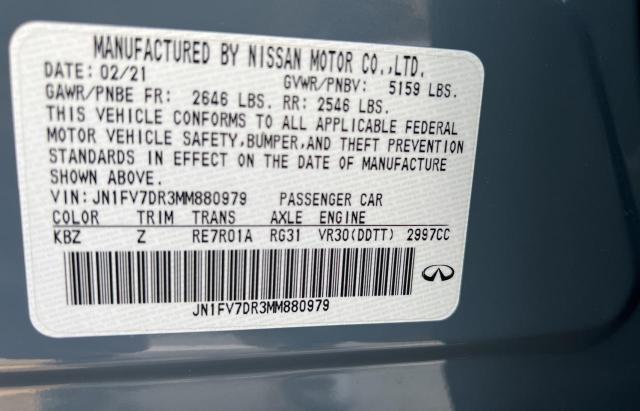 MANUFACTURED BY NISSAN MOTOR CO.,LTD.
DATE: 02/21 GVWR/PNBV: 5159 LBS.
GAWR/PNBE FR: 2646 LBS. RR: 2546 LBS.
THIS VEHICLE CONFORMS TO ALL APPLICABLE FEDERAL
MOTOR VEHICLE SAFETY,BUMPER,AND THEFT PREVENTION
STANDARDS IN EFFECT ON THE DATE OF MANUFACTURE
SHOWN ABOVE.
VIN:JN1FV7DR3MM880979 PASSENGER CAR
COLOR TRIM TRANS AXLE ENGINE
KBZ Z RE7R01A RG31 VR30(DDTT) 2997CC
JN1FV7DR3MM880979